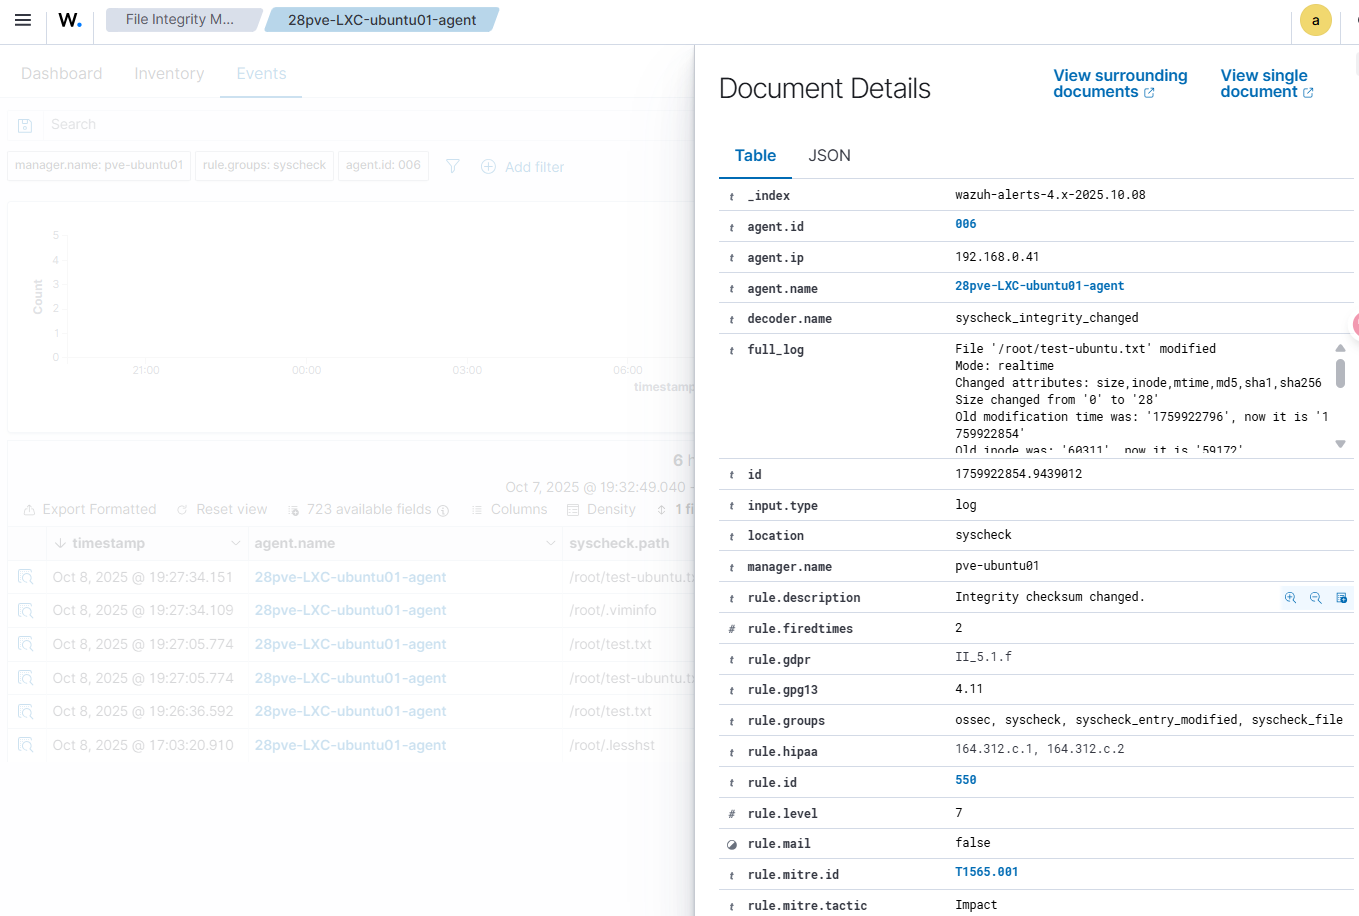 W.
File Integrity M...
28pve-LXC-ubuntu01-agent
a
Dashboard
Inventory
Events
Search
manager.name: pve-ubuntu01
rule.groups: syscheck
agent.id: 006
Add filter
5
4
3
2
1
0
Count
21:00
00:00
03:00
06:00
timestamp
6 h
Oct 7, 2025 @ 19:32:49.040 -
Export Formatted
Reset view
723 available fields
Columns
Density
1 fi
timestamp
agent.name
syscheck.path
Oct 8, 2025 @ 19:27:34.151 28pve-LXC-ubuntu01-agent /root/test-ubuntu.tx
Oct 8, 2025 @ 19:27:34.109 28pve-LXC-ubuntu01-agent /root/.viminfo
Oct 8, 2025 @ 19:27:05.774 28pve-LXC-ubuntu01-agent /root/test.txt
Oct 8, 2025 @ 19:27:05.774 28pve-LXC-ubuntu01-agent /root/test-ubuntu.tx
Oct 8, 2025 @ 19:26:36.592 28pve-LXC-ubuntu01-agent /root/test.txt
Oct 8, 2025 @ 17:03:20.910 28pve-LXC-ubuntu01-agent /root/.lesshst
Document Details
View surrounding
documents
View single
document
Table
JSON
t _index wazuh-alerts-4.x-2025.10.08
t agent.id 006
t agent.ip 192.168.0.41
t agent.name 28pve-LXC-ubuntu01-agent
t decoder.name syscheck_integrity_changed
t full_log File '/root/test-ubuntu.txt' modified
Mode: realtime
Changed attributes: size,inode,mtime,md5,sha1,sha256
Size changed from '0' to '28'
Old modification time was: '1759922796', now it is '1
759922854'
Old inode was: '60311', now it is '59172'
t id 1759922854.9439012
t input.type log
t location syscheck
t manager.name pve-ubuntu01
t rule.description Integrity checksum changed.
# rule.firedtimes 2
t rule.gdpr II_5.1.f
t rule.gpg13 4.11
t rule.groups ossec, syscheck, syscheck_entry_modified, syscheck_file
t rule.hipaa 164.312.c.1, 164.312.c.2
t rule.id 550
# rule.level 7
rule.mail false
t rule.mitre.id T1565.001
t rule.mitre.tactic Impact